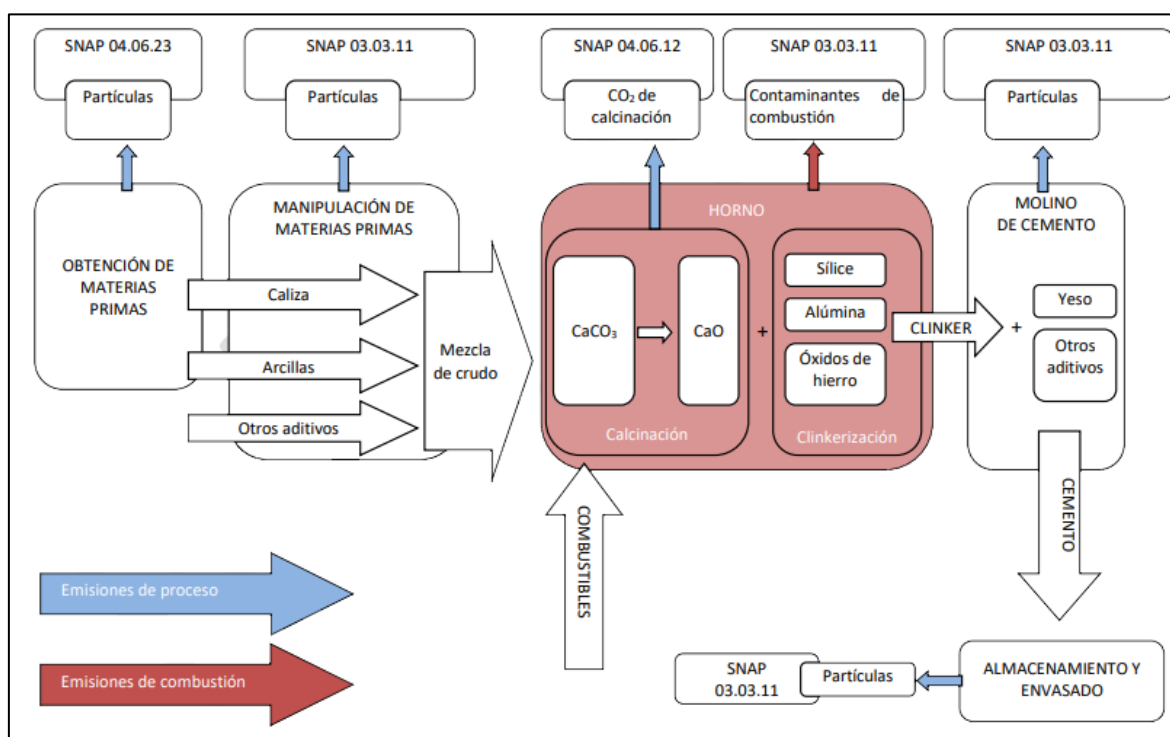 SNAP 04.06.23
Partículas
SNAP 03.03.11
Partículas
SNAP 04.06.12
CO₂ de
calcinación
SNAP 03.03.11
Contaminantes de
combustión
SNAP 03.03.11
Partículas
OBTENCIÓN DE
MATERIAS
PRIMAS
MANIPULACIÓN DE
MATERIAS PRIMAS
Caliza
Arcillas
Otros aditivos
Mezcla
de crudo
HORNO
CaCO₃
CaO
Calcinación
+
Sílice
Alúmina
Óxidos de
hierro
Clinkerización
CLINKER
MOLINO
DE CEMENTO
+
Yeso
Otros
aditivos
COMBUSTIBLES
CEMENTO
Emisiones de proceso
Emisiones de combustión
SNAP
03.03.11
Partículas
ALMACENAMIENTO Y
ENVASADO